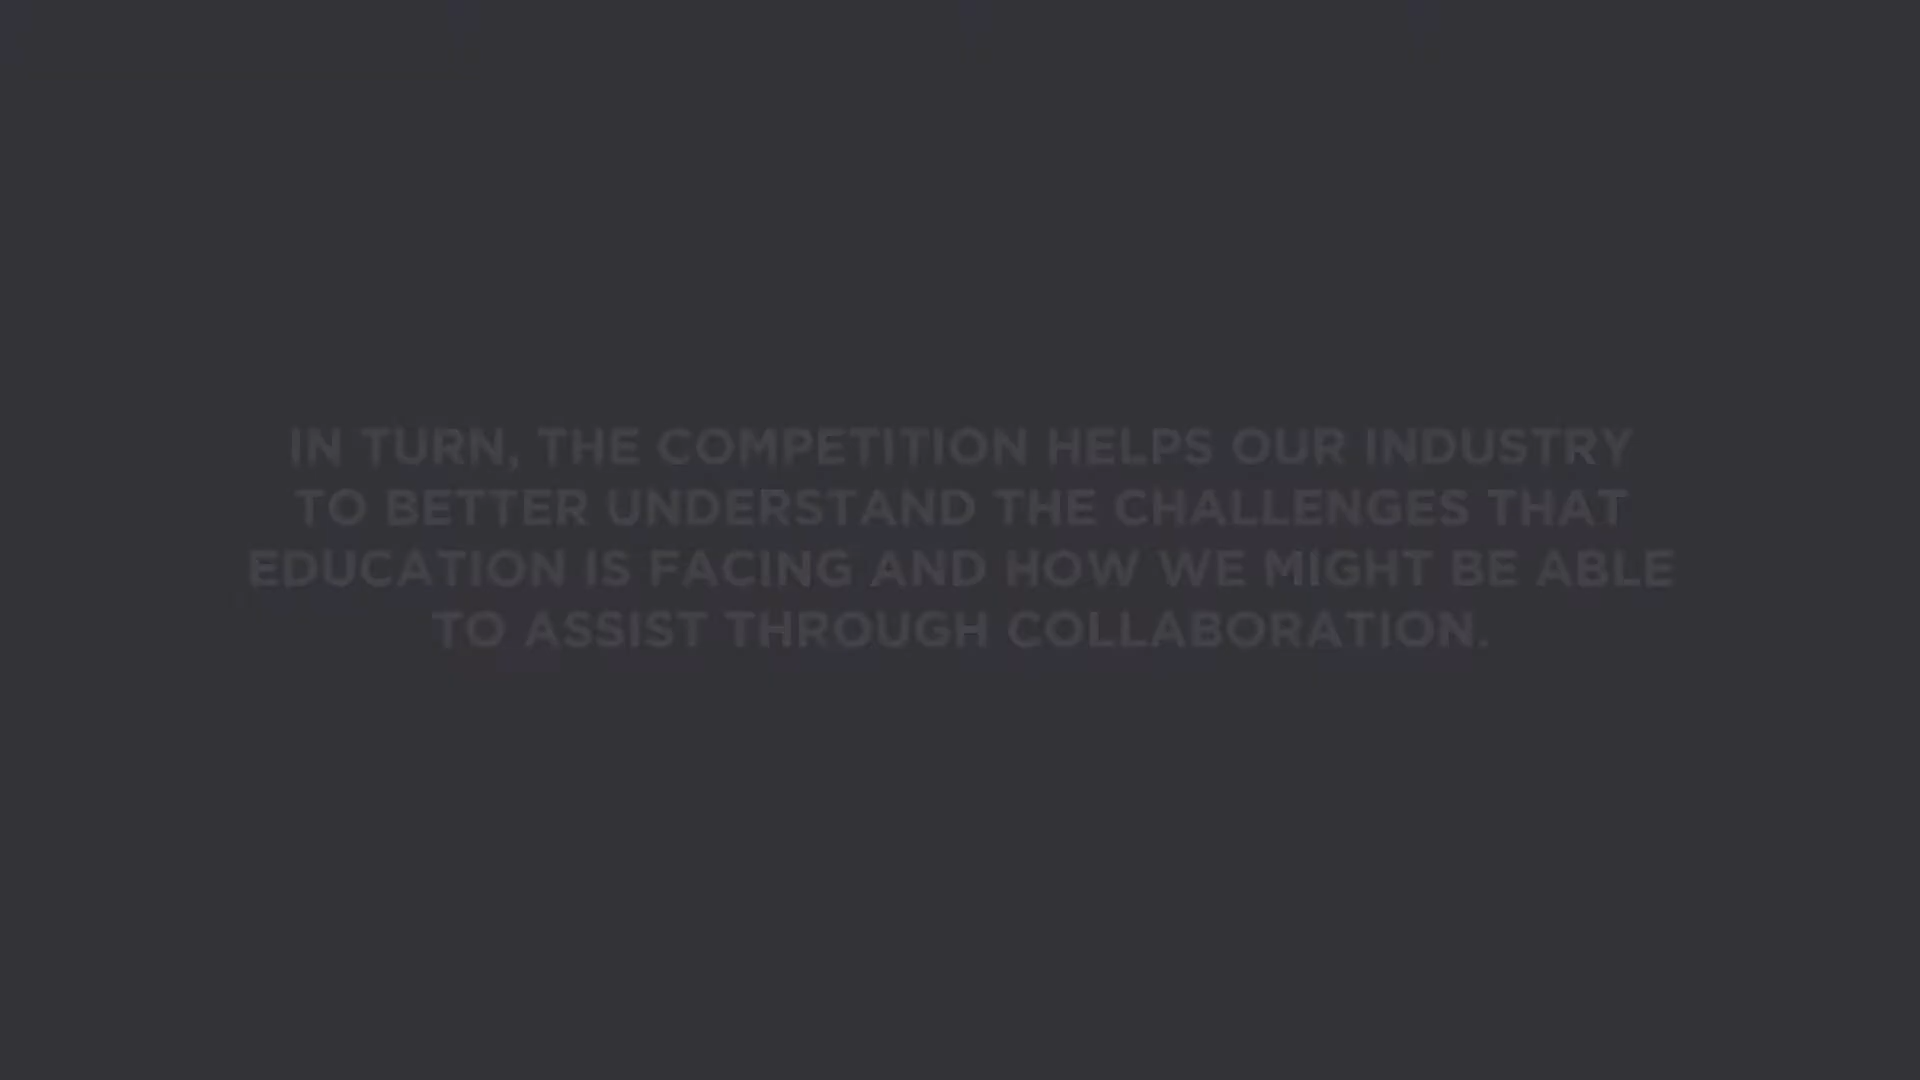 IN TURN, THE COMPETITION HELPS OUR INDUSTRY
TO BETTER UNDERSTAND THE CHALLENGES THAT
EDUCATION IS FACING AND HOW WE MIGHT BE ABLE
TO ASSIST THROUGH COLLABORATION.